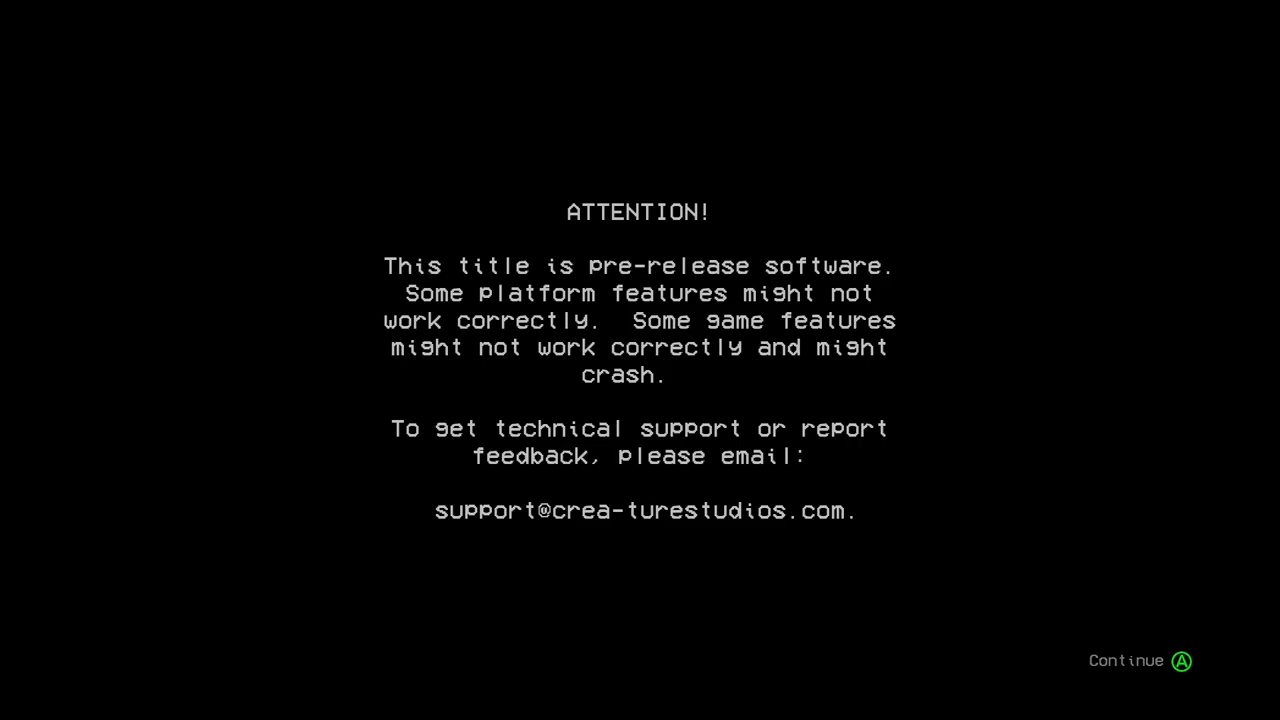 ATTENTION!
This title is pre-release software.
Some platform features might not
work correctly.  Some game features
might not work correctly and might
crash.
To get technical support or report
feedback, please email:
support@crea-turestudios.com.
Continue A